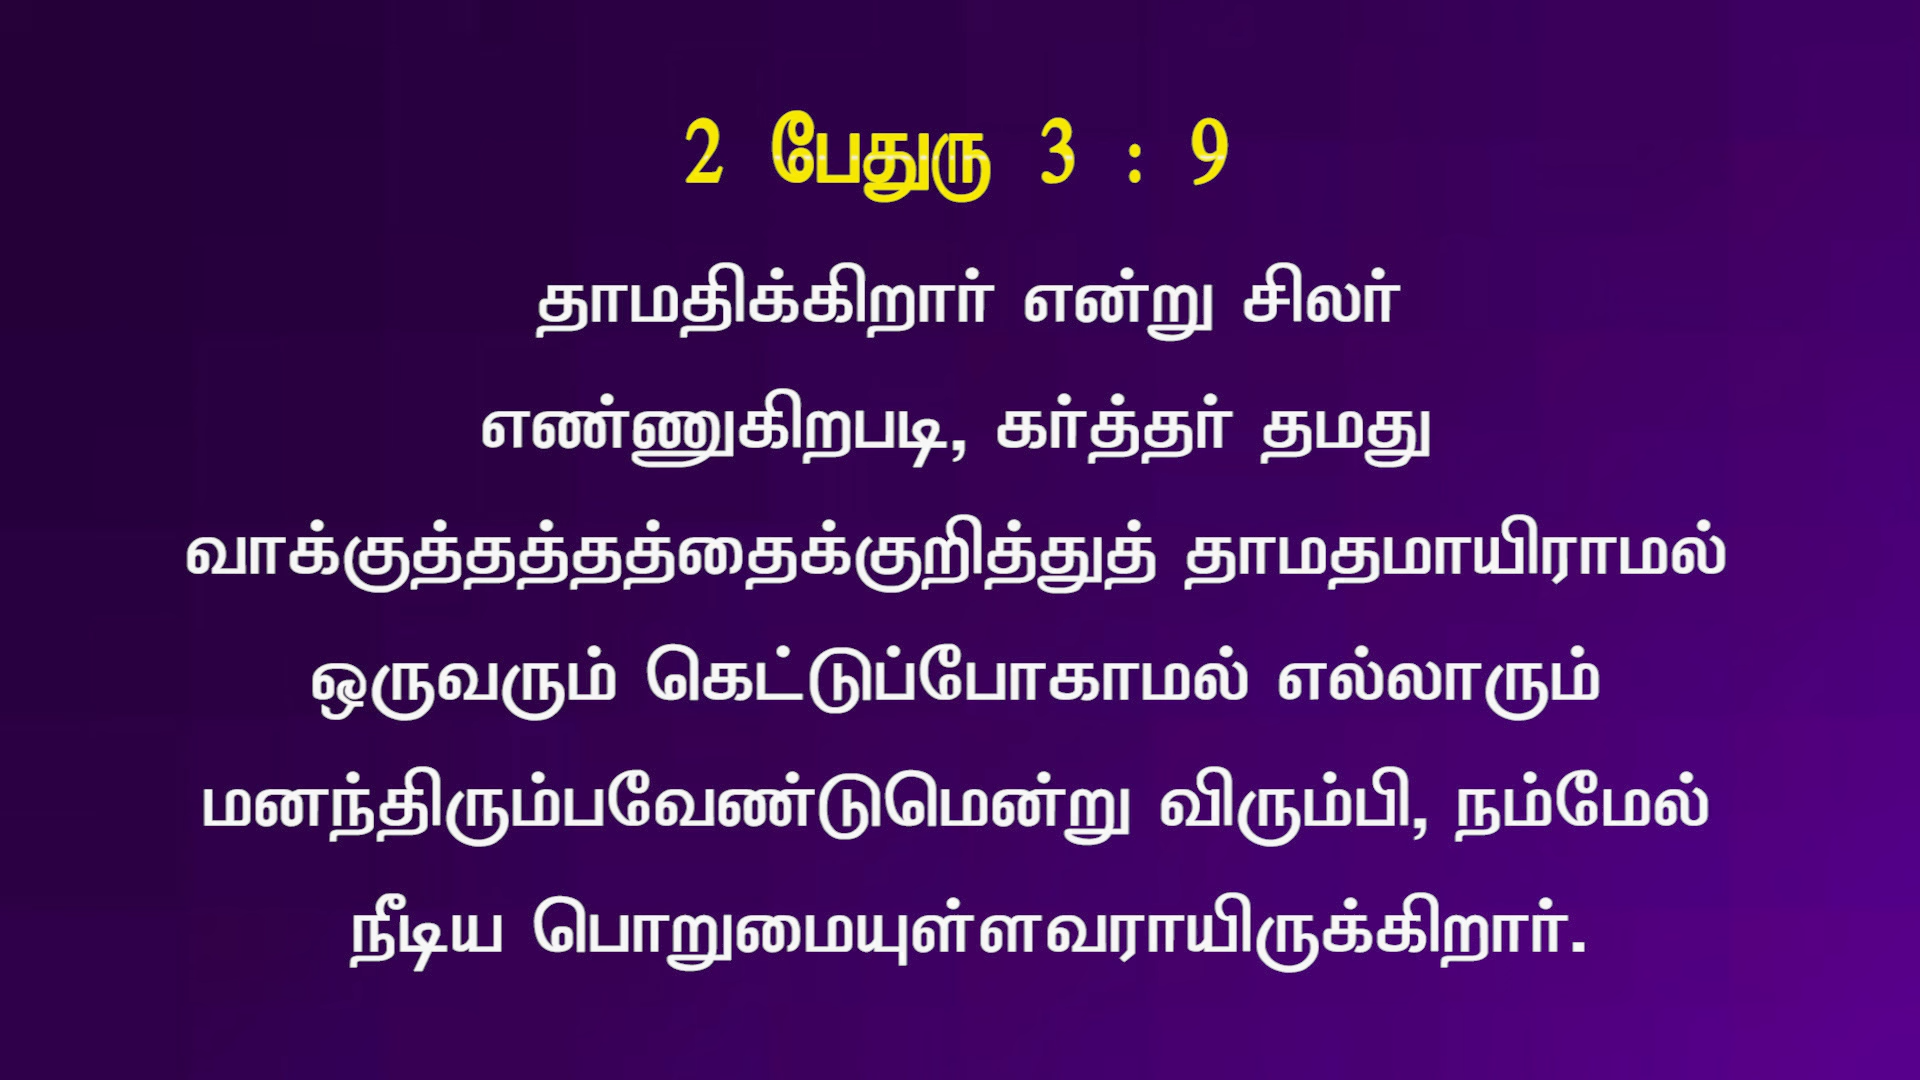 2 பேதுரு 3 : 9
தாமதிக்கிறார் என்று சிலர்
எண்ணுகிறபடி, கர்த்தர் தமது
வாக்குத்தத்தத்தைக்குறித்துத் தாமதமாயிராமல்
ஒருவரும் கெட்டுப்போகாமல் எல்லாரும்
மனந்திரும்பவேண்டுமென்று விரும்பி, நம்மேல்
நீடிய பொறுமையுள்ளவராயிருக்கிறார்.